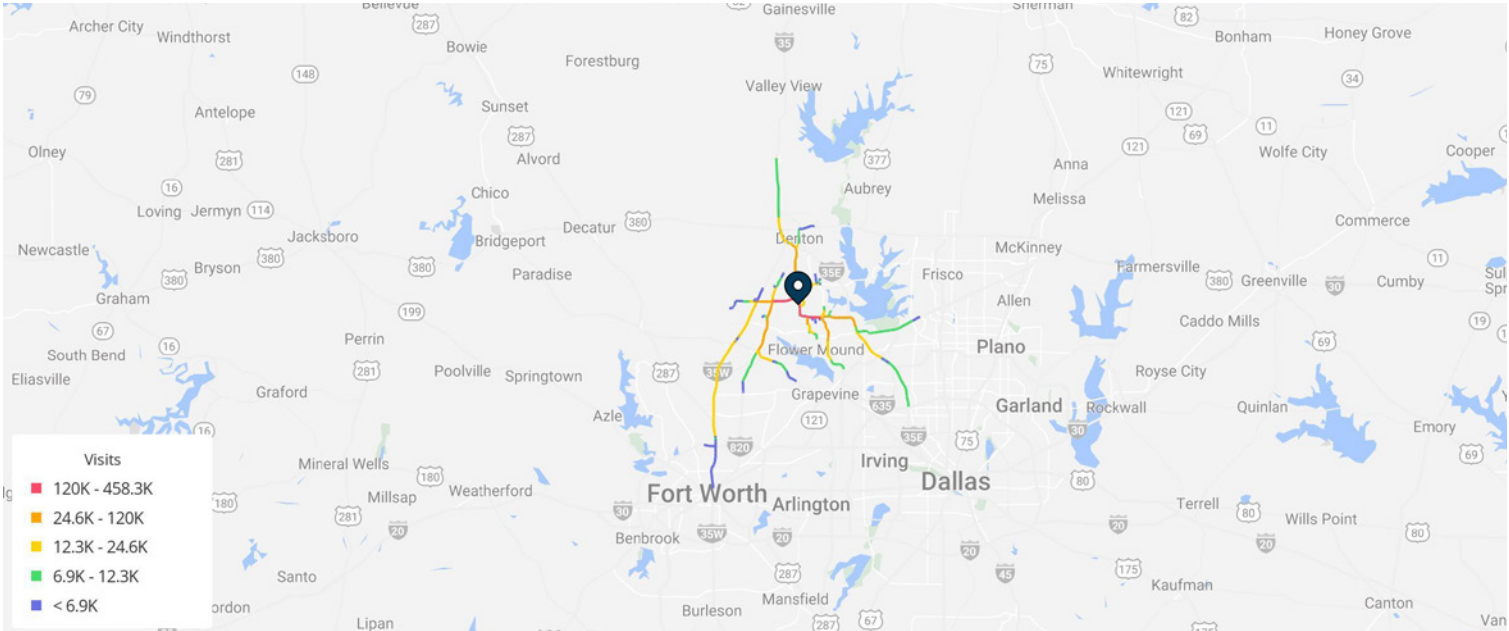 Bellevue
Gainesville
Sherman
82
Archer City
Windthorst
287
Bowie
35
Bonham
Honey Grove
Forestburg
75
Whitewright
148
34
79
Valley View
Antelope
Sunset
121
69
11
Olney
281
287
Alvord
377
121
Wolfe City
Cooper
Anna
16
Chico
Aubrey
Melissa
Loving
Jermyn
114
Decatur
380
Commerce
Newcastle
Jacksboro
Bridgeport
Denton
McKinney
Bryson
380
380
380
Paradise
35E
Frisco
Farmersville
11
380
Greenville
30
Cumby
Graham
Allen
199
Caddo Mills
67
19
Perrin
South Bend
16
Flower Mound
Plano
69
Eliasville
281
Poolville
Springtown
287
35W
Royse City
Graford
Grapevine
635
Garland
Rockwall
Quinlan
Azle
121
30
Emory
16
820
35E
75
69
Visits
Mineral Wells
Irving
120K - 458.3K
180
180
Millsap
Weatherford
Fort Worth
Dallas
80
24.6K - 120K
281
20
30
Arlington
Terrell
80
Wills Point
12.3K - 24.6K
Benbrook
35W
20
20
20
80
6.9K - 12.3K
Santo
287
45
175
Kaufman
< 6.9K
Burleson
Mansfield
Canton
Lipan
287
67